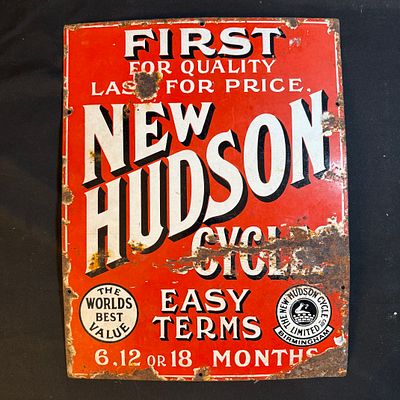 FIRST
FOR QUALITY
LAST FOR PRICE.
NEW
HUDSON
CYCLES
EASY
TERMS
THE
WORLDS
BEST
VALUE
THE NEW HUDSON CYCLE Co
LIMITED
BIRMINGHAM
6,12 OR 18 MONTHS